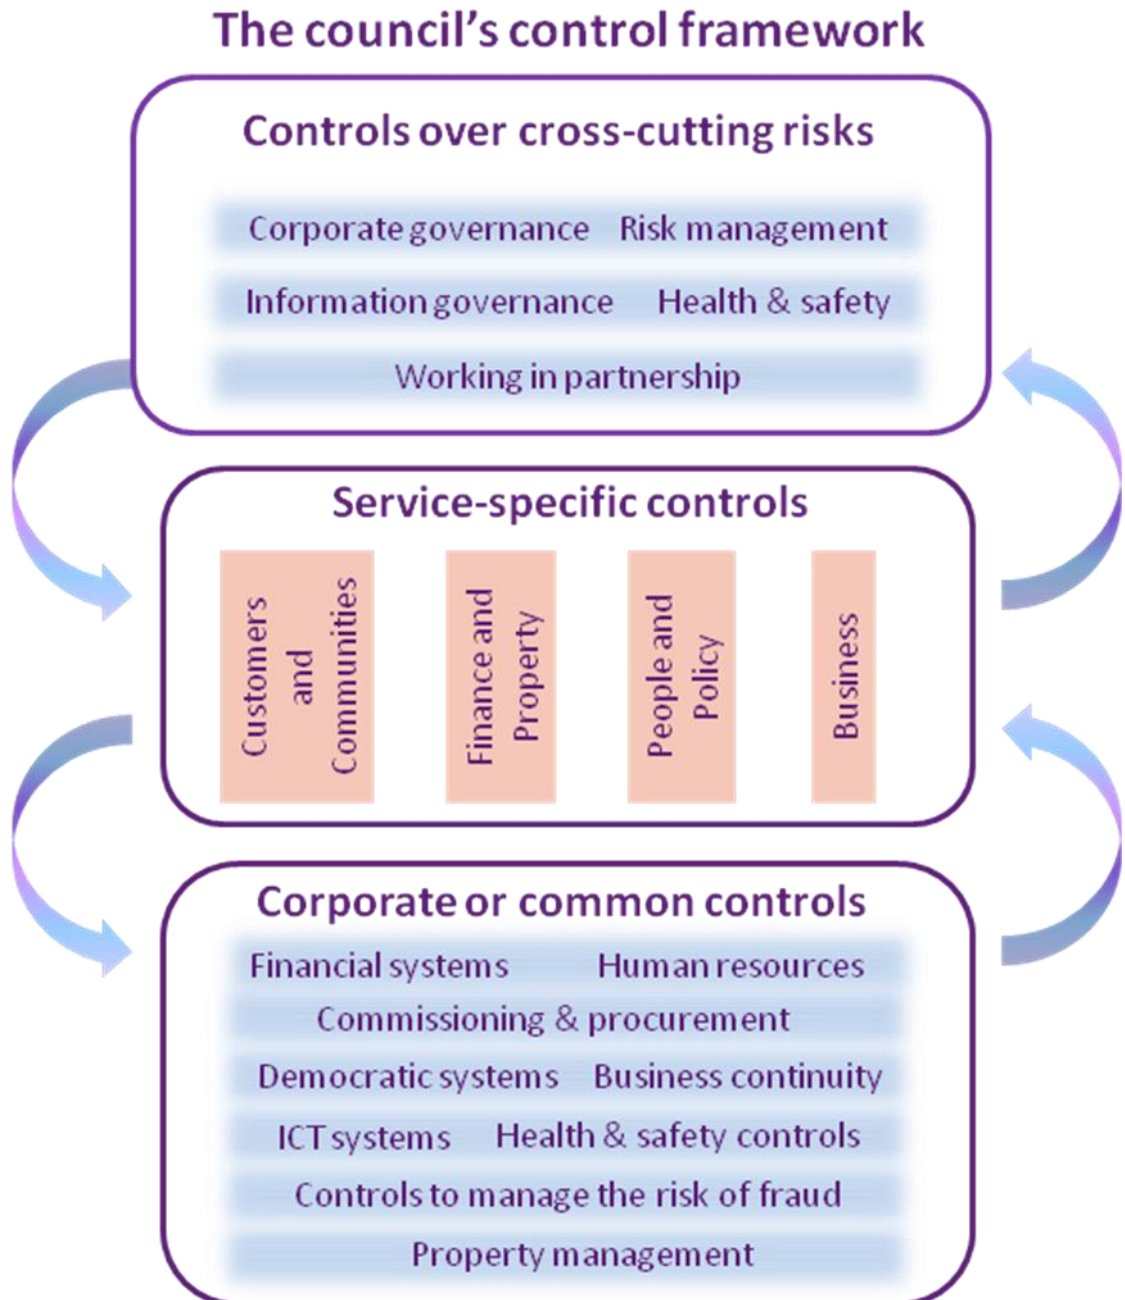 The council's control framework
Controls over cross-cutting risks
Corporate governance Risk management
Information governance Health & safety
Working in partnership
Service-specific controls
Customers
and
Communities
Finance and
Property
People and
Policy
Business
Corporate or common controls
Financial systems Human resources
Commissioning & procurement
Democratic systems Business continuity
ICT systems Health & safety controls
Controls to manage the risk of fraud
Property management